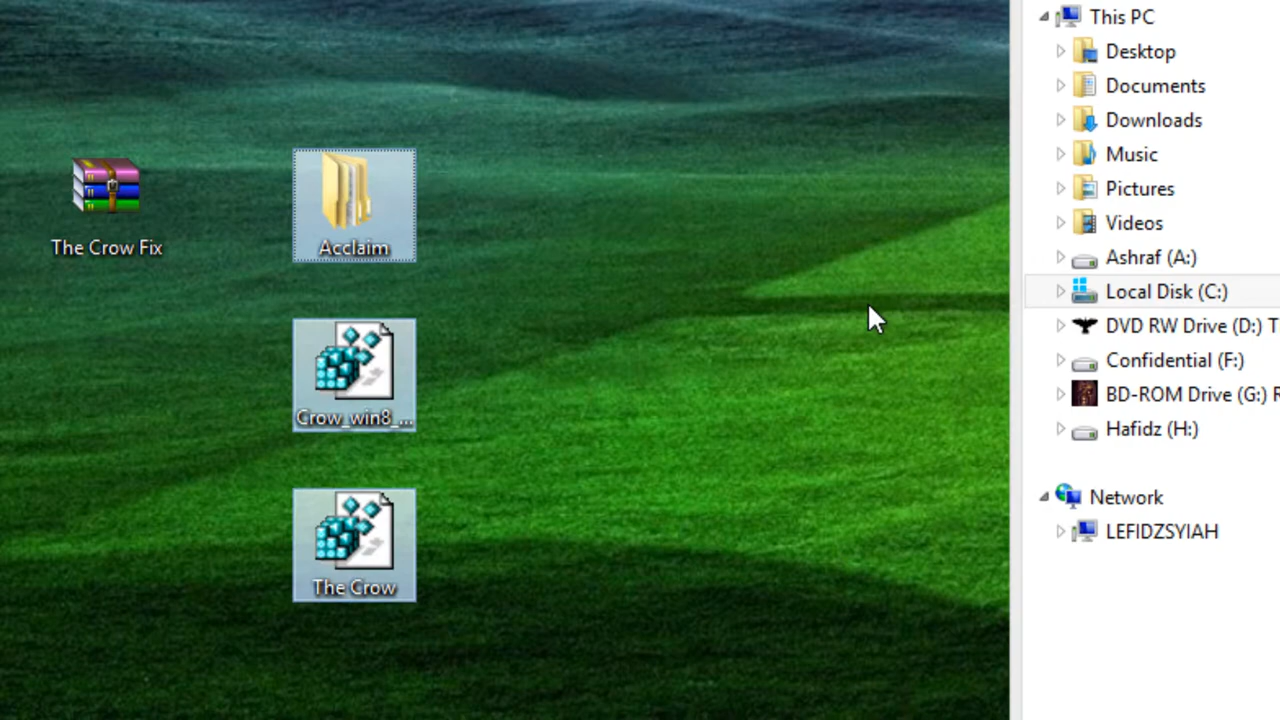 The Crow Fix
Acclaim
Crow_win8_...
The Crow
This PC
Desktop
Documents
Downloads
Music
Pictures
Videos
Ashraf (A:)
Local Disk (C:)
DVD RW Drive (D:) T
Confidential (F:)
BD-ROM Drive (G:) R
Hafidz (H:)
Network
LEFIDZSYIAH